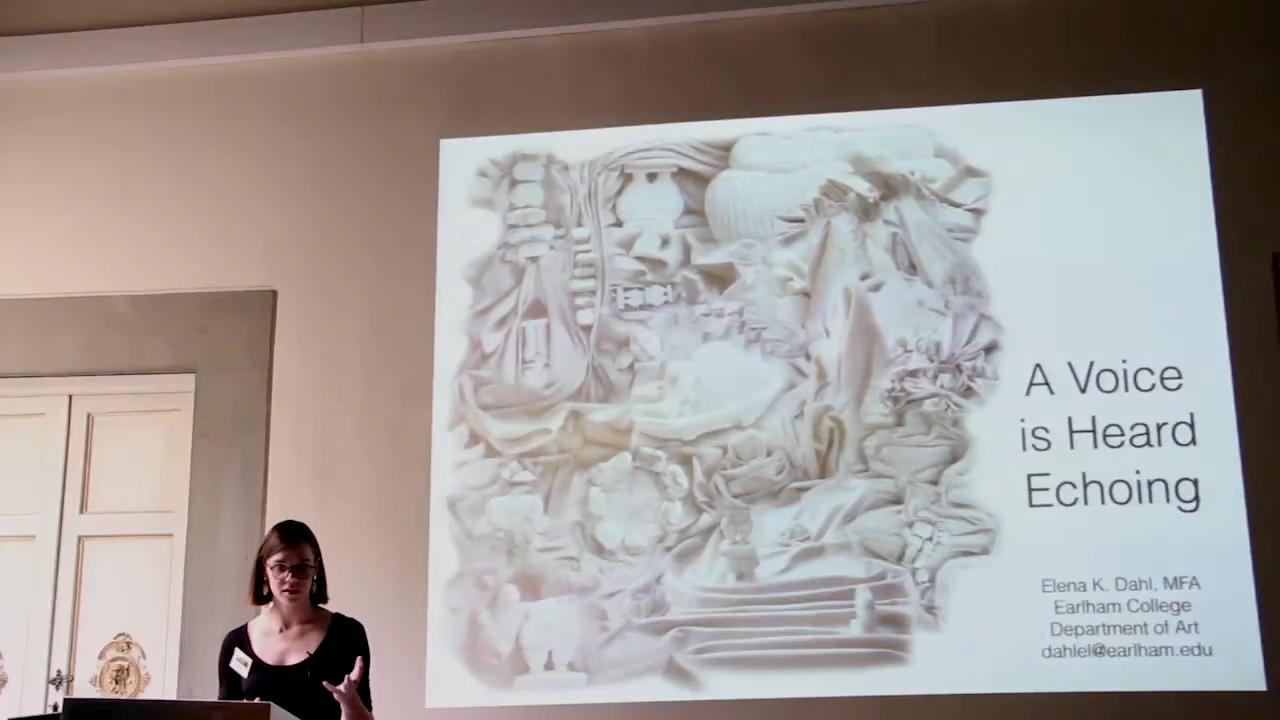 A Voice
is Heard
Echoing
Elena K. Dahl, MFA
Earlham College
Department of Art
dahlel@earlham.edu